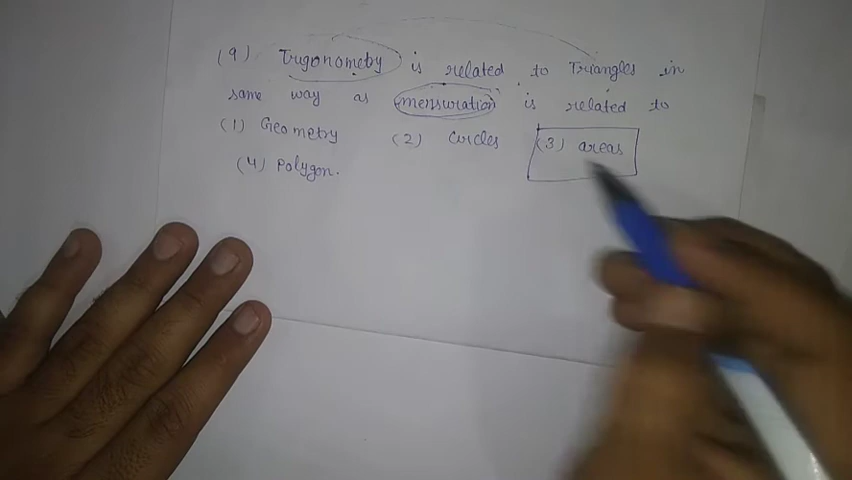 (9) Trigonometry is related to Triangles in
same way as mensuration is related to
(1) Geometry (2) Circles (3) areas
(4) Polygon.